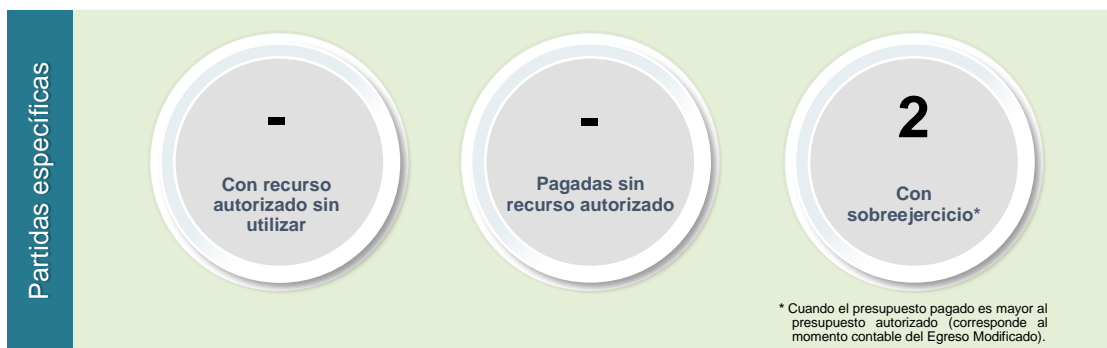 Partidas específicas
-
Con recurso
autorizado sin
utilizar
-
Pagadas sin
recurso autorizado
2
Con
sobreejercicio*
* Cuando el presupuesto pagado es mayor al
presupuesto autorizado (corresponde al
momento contable del Egreso Modificado).